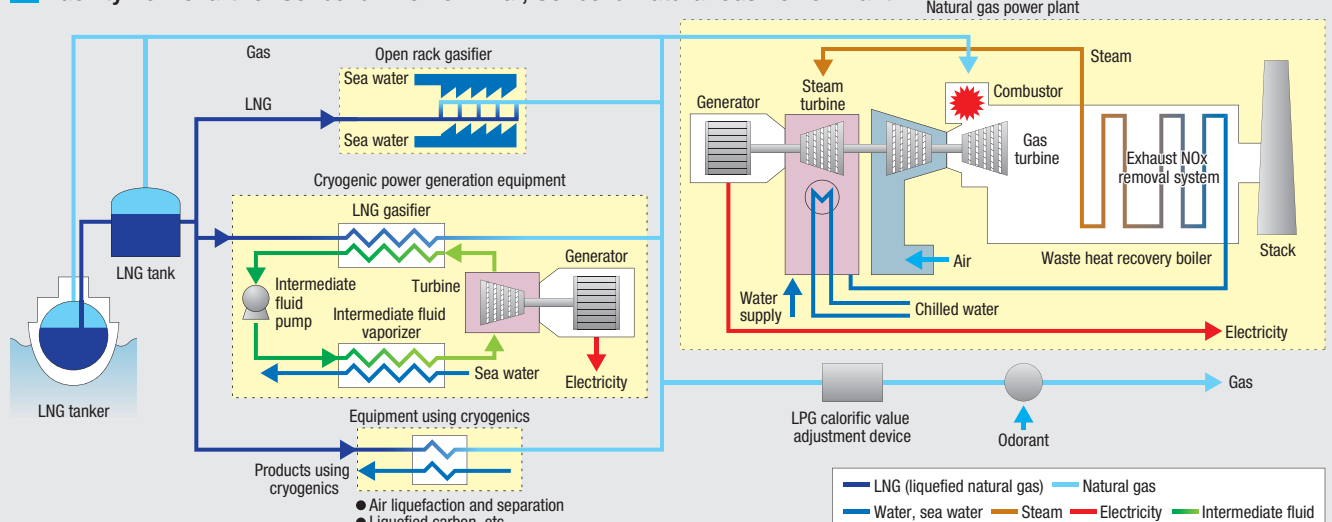 Natural gas power plant
Gas
Open rack gasifier
Sea water
LNG
Sea water
Cryogenic power generation equipment
LNG gasifier
Generator
Turbine
Intermediate
fluid
pump
Intermediate fluid
vaporizer
Sea water
Electricity
LNG tank
LNG tanker
Equipment using cryogenics
Products using
cryogenics
● Air liquefaction and separation
Steam
Steam
turbine
Generator
Combustor
Gas
turbine
Exhaust NOx
removal system
Waste heat recovery boiler
Stack
Air
Water
supply
Chilled water
Electricity
Gas
LPG calorific value
adjustment device
Odorant
LNG (liquefied natural gas) Natural gas
Water, sea water Steam Electricity Intermediate fluid